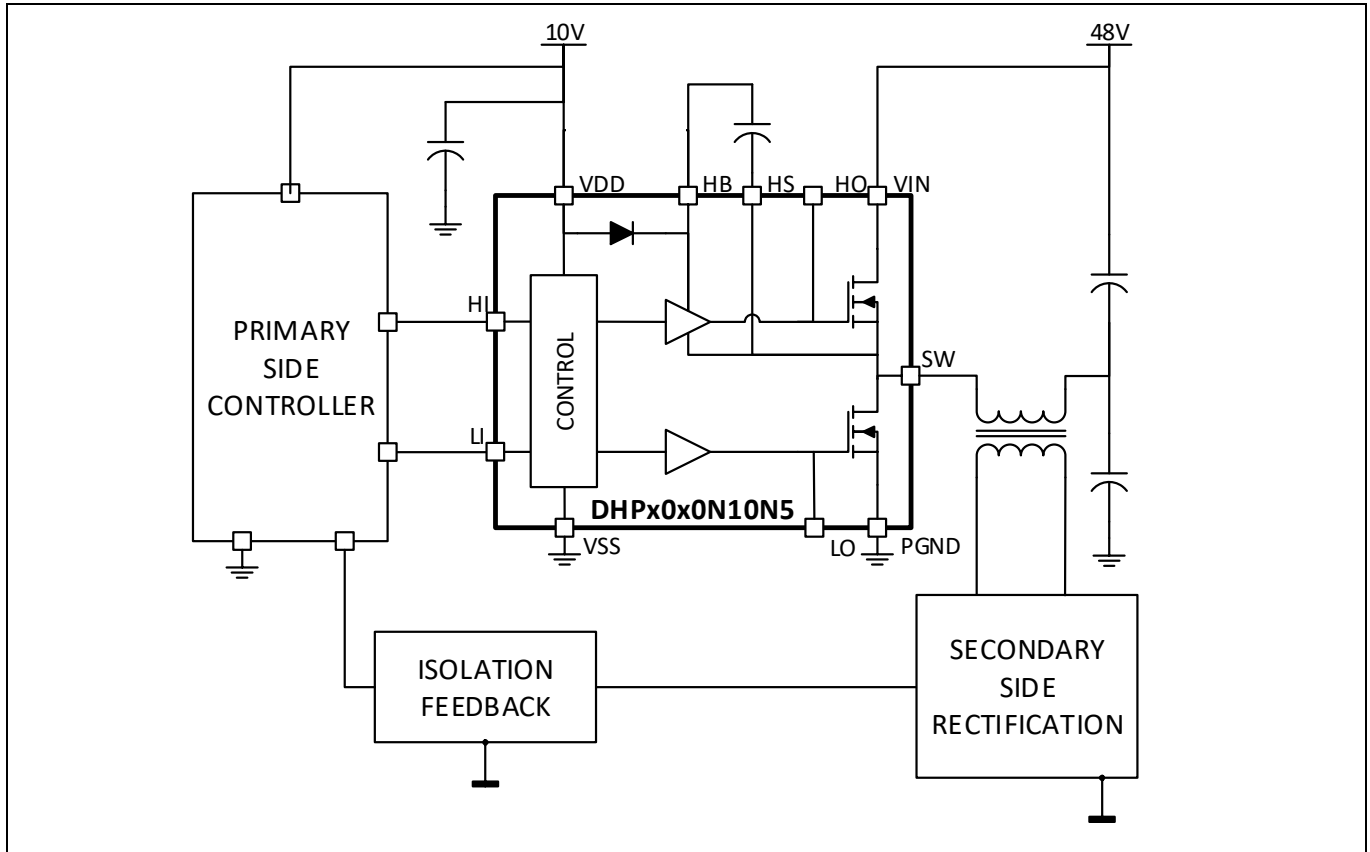 10V
48V
VDD
HB
HS
HO
VIN
HI
PRIMARY
SIDE
CONTROLLER
CONTROL
SW
LI
DHPx0x0N10N5
VSS
LO
PGND
ISOLATION
FEEDBACK
SECONDARY
SIDE
RECTIFICATION